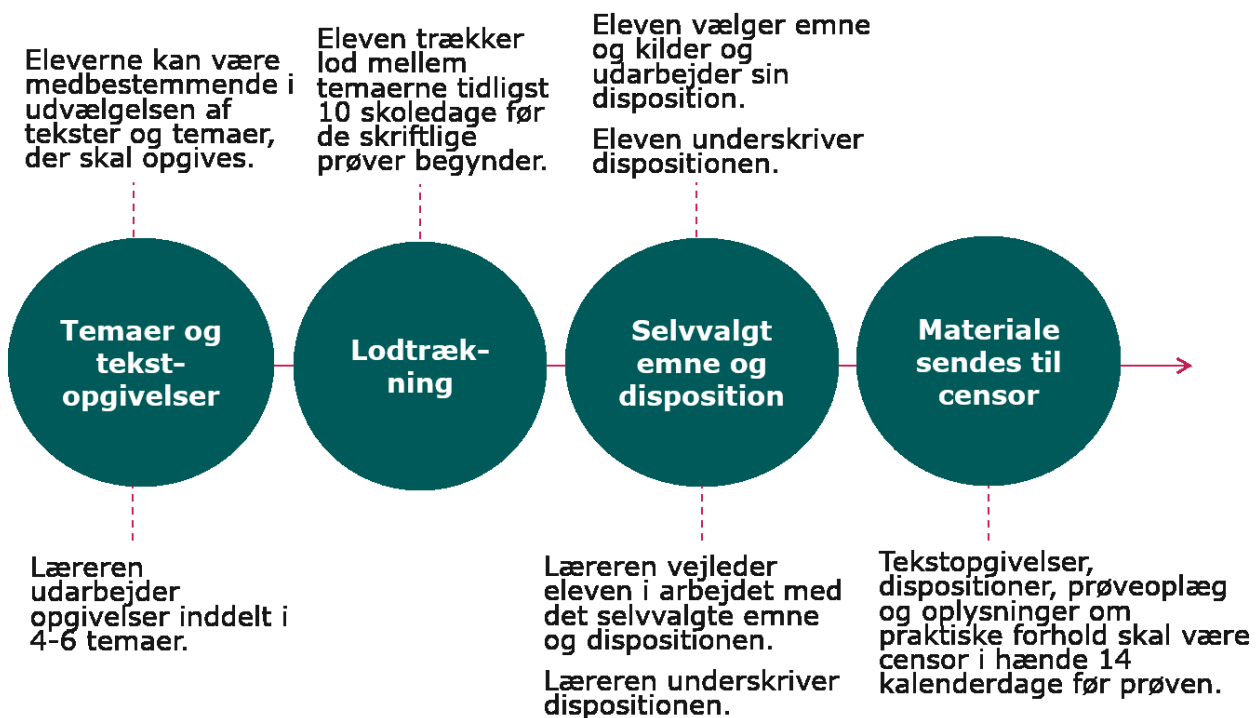 Eleverne kan være
medbestemmende i
udvælgelsen af
tekster og temaer,
der skal opgives.
Eleven trækker
lod mellem
temaerne tidligst
10 skoledage før
de skriftlige
prøver begynder.
Eleven vælger emne
og kilder og
udarbejder sin
disposition.
Eleven underskriver
dispositionen.
Temaer og
tekst-
opgivelser
Lodtræk-
ning
Selvvalgt
emne og
disposition
Materiale
sendes til
censor
Læreren
udarbejder
opgivelser inddelt i
4-6 temaer.
Læreren vejleder
eleven i arbejdet med
det selvvalgte emne
og dispositionen.
Læreren underskriver
dispositionen.
Tekstopgivelser,
dispositioner, prøveoplæg
og oplysninger om
praktiske forhold skal være
censor i hænde 14
kalenderdage før prøven.